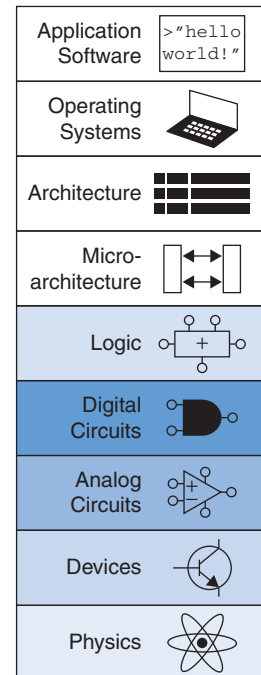 Application
Software
>"hello
world!"
Operating
Systems
Architecture
Micro-
architecture
Logic
+
Digital
Circuits
Analog
Circuits
+
−
Devices
Physics